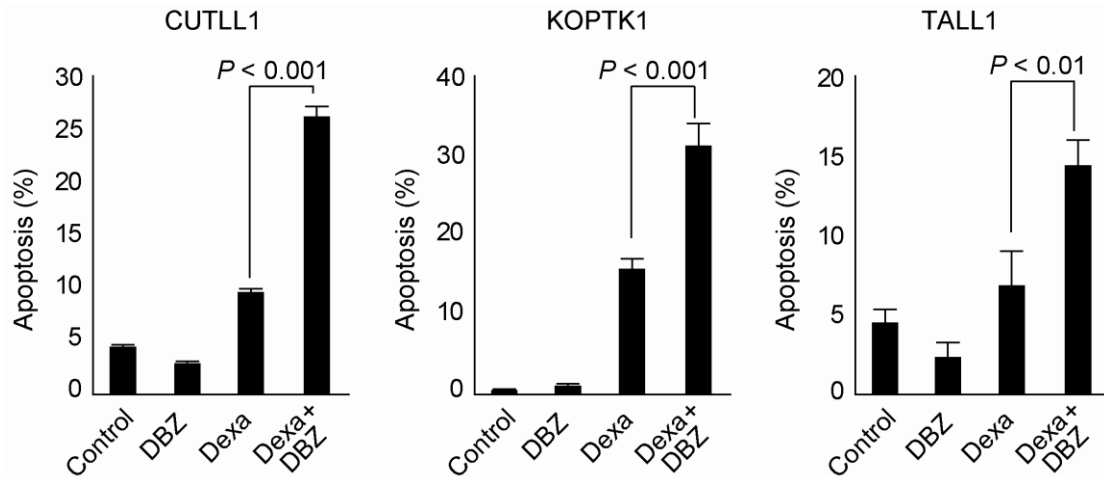 CUTLL1
P < 0.001
Apoptosis (%)
30
25
20
15
10
5
0
Control
DBZ
Dexa
Dexa+
DBZ
KOPTK1
P < 0.001
Apoptosis (%)
40
30
20
10
0
Control
DBZ
Dexa
Dexa+
DBZ
TALL1
P < 0.01
Apoptosis (%)
20
15
10
5
0
Control
DBZ
Dexa
Dexa+
DBZ